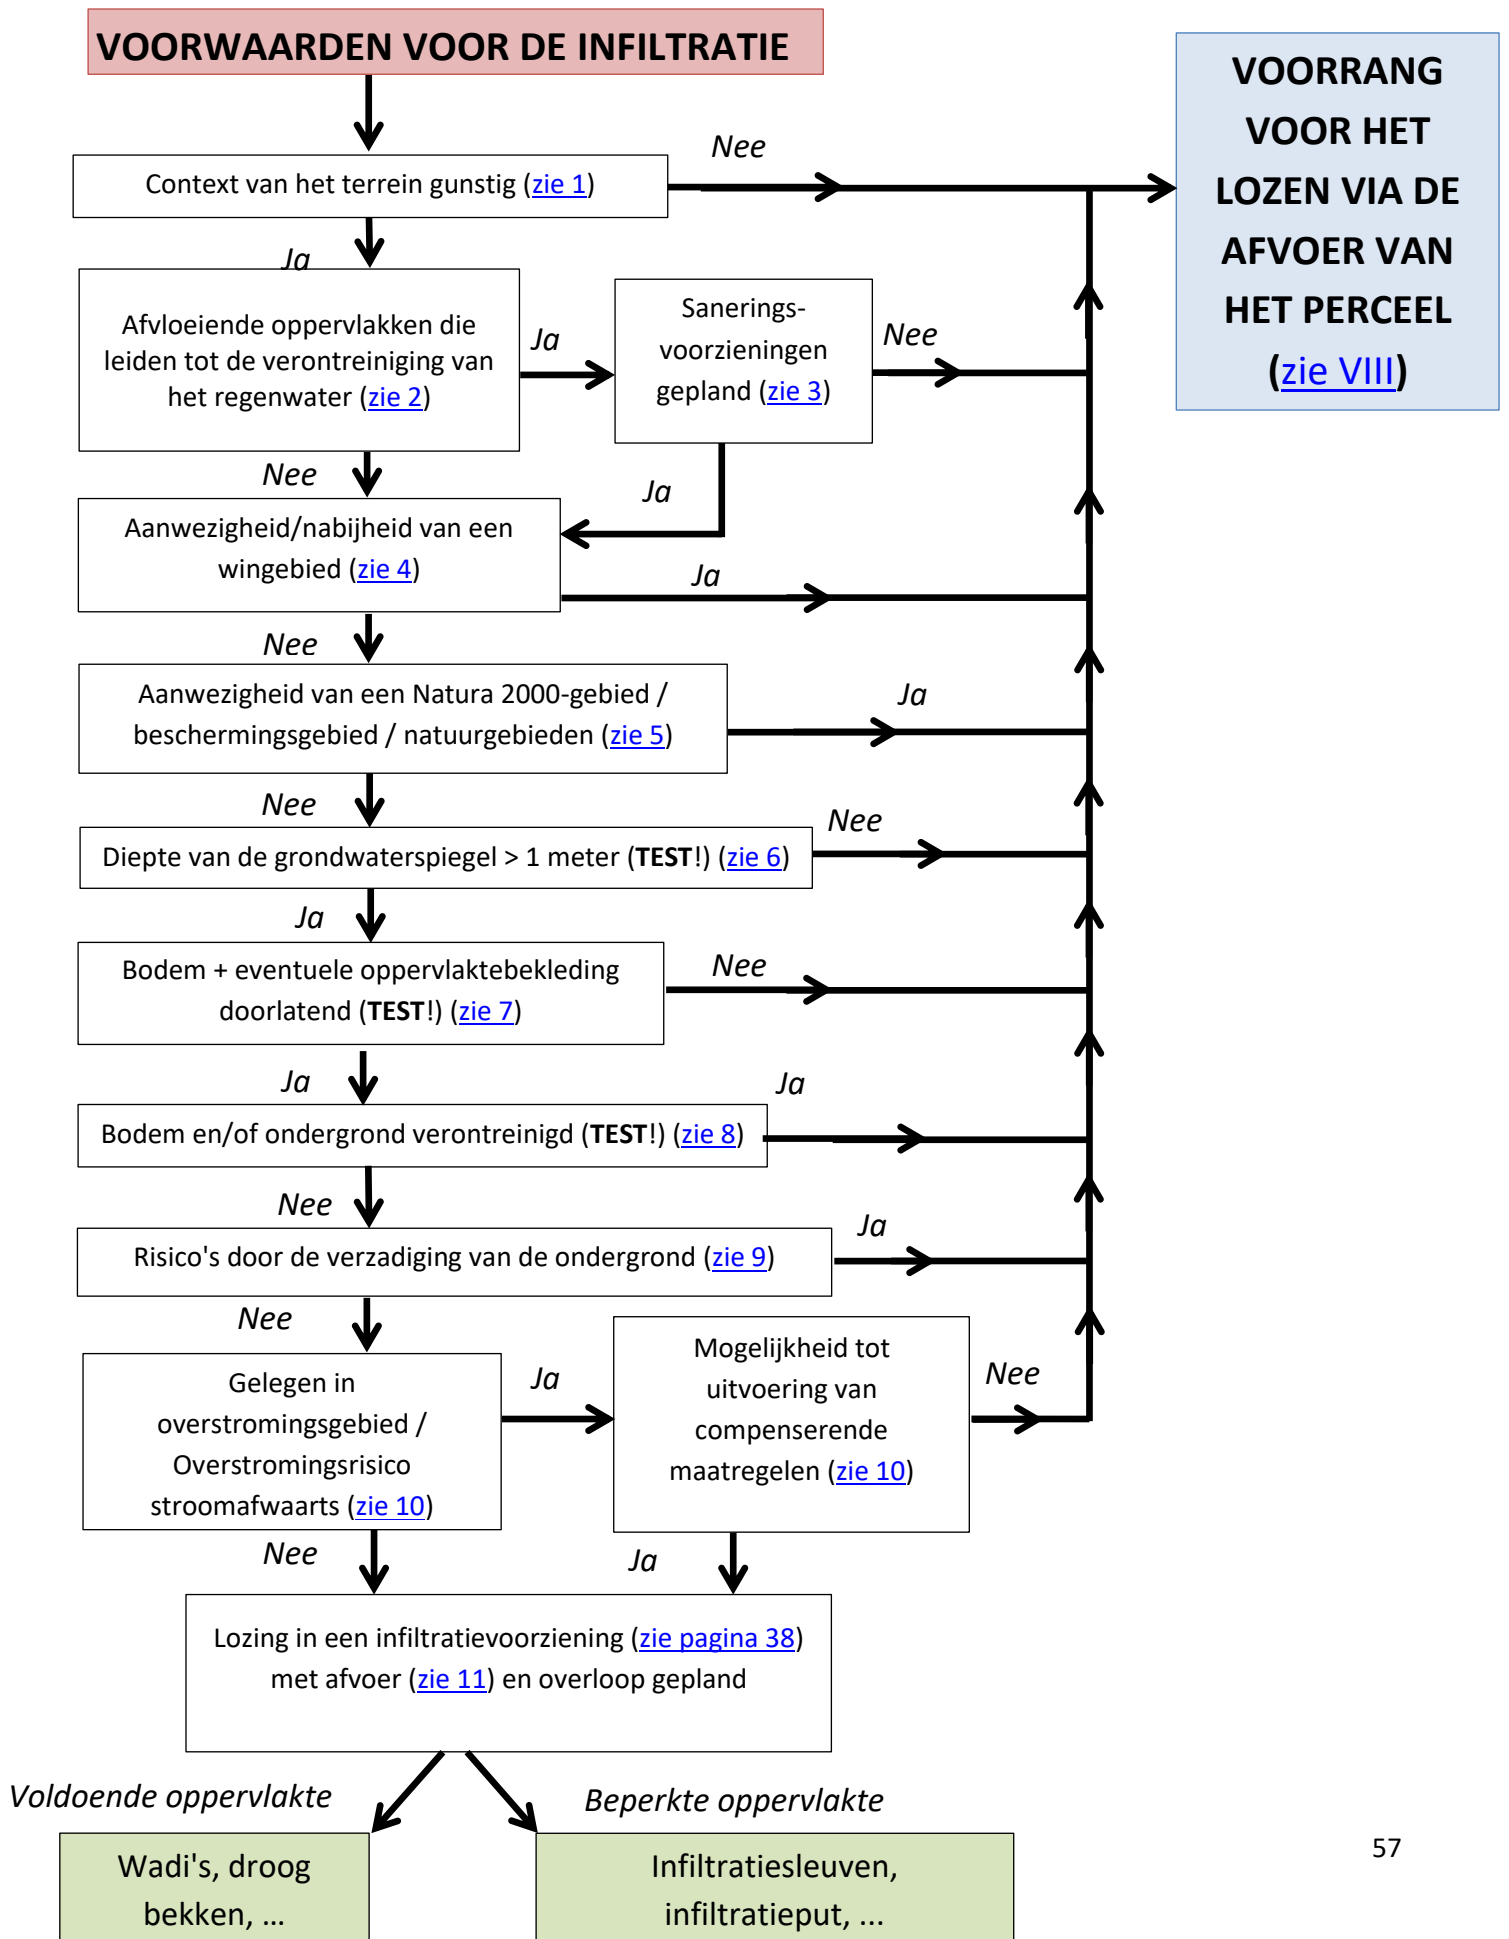 VOORWAARDEN VOOR DE INFILTRATIE
VOORRANG
VOOR HET
LOZEN VIA DE
AFVOER VAN
HET PERCEEL
(zie VIII)
Nee
Context van het terrein gunstig (zie 1)
Ja
Afvloeiende oppervlakken die
leiden tot de verontreiniging van
het regenwater (zie 2)
Ja
Sanerings-
voorzieningen
gepland (zie 3)
Nee
Nee
Ja
Aanwezigheid/nabijheid van een
wingebied (zie 4)
Ja
Nee
Aanwezigheid van een Natura 2000-gebied /
beschermingsgebied / natuurgebieden (zie 5)
Ja
Nee
Nee
Diepte van de grondwaterspiegel > 1 meter (TEST!) (zie 6)
Ja
Bodem + eventuele oppervlaktebekleding
doorlatend (TEST!) (zie 7)
Nee
Ja
Ja
Bodem en/of ondergrond verontreinigd (TEST!) (zie 8)
Nee
Ja
Risico's door de verzadiging van de ondergrond (zie 9)
Nee
Gelegen in
overstromingsgebied /
Overstromingsrisico
stroomafwaarts (zie 10)
Ja
Mogelijkheid tot
uitvoering van
compenserende
maatregelen (zie 10)
Nee
Nee
Ja
Lozing in een infiltratievoorziening (zie pagina 38)
met afvoer (zie 11) en overloop gepland
Voldoende oppervlakte
Beperkte oppervlakte
Wadi's, droog
bekken, ...
Infiltratiesleuven,
infiltratieput, ...
57